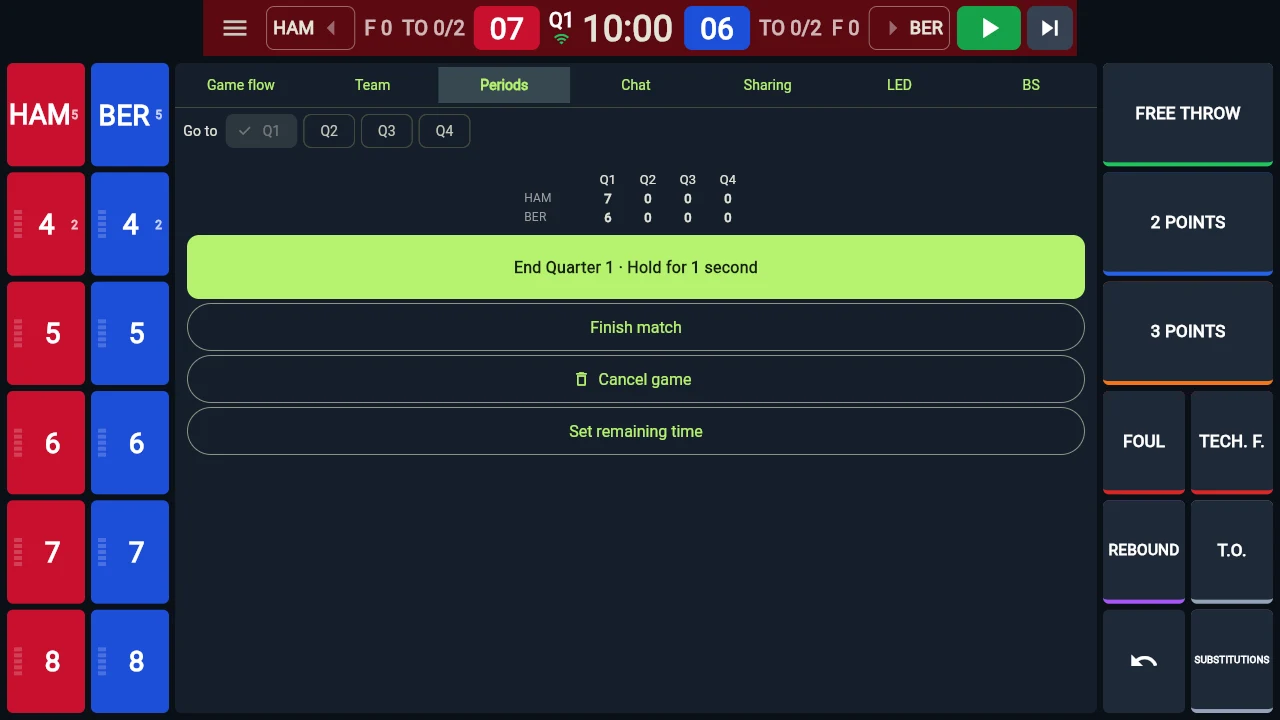 HAM F 0 TO 0/2 07 Q1 10:00 06 TO 0/2 F 0 BER
HAM 5
BER 5
Game flow Team Periods Chat Sharing LED BS
Go to Q1 Q2 Q3 Q4
Q1 Q2 Q3 Q4
HAM 7 0 0 0
BER 6 0 0 0
End Quarter 1 · Hold for 1 second
Finish match
Cancel game
Set remaining time
4 2
4 2
5
5
6
6
7
7
8
8
FREE THROW
2 POINTS
3 POINTS
FOUL
TECH. F.
REBOUND
T.O.
SUBSTITUTIONS